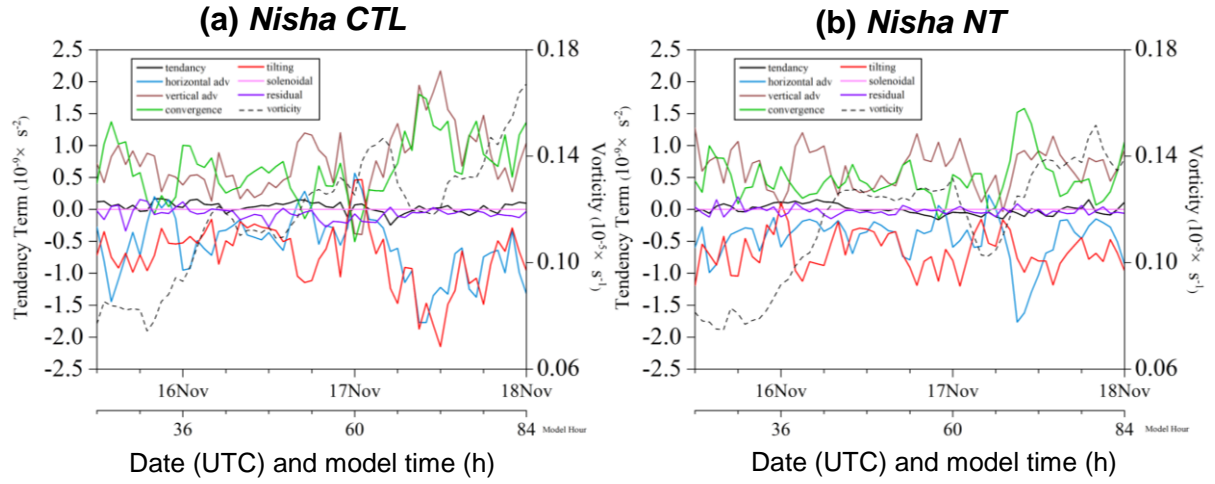 (a) Nisha CTL
2.5
2.0
1.5
1.0
0.5
0.0
-0.5
-1.0
-1.5
-2.0
-2.5
Tendency Term (10⁻⁹× s⁻²)
tendancy
horizontal adv
vertical adv
convergence
tilting
solenoidal
residual
vorticity
0.18
0.14
0.10
0.06
Vorticity (10⁻⁵× s⁻¹)
16Nov 17Nov 18Nov
36 60 84 Model Hour
Date (UTC) and model time (h)
(b) Nisha NT
2.5
2.0
1.5
1.0
0.5
0.0
-0.5
-1.0
-1.5
-2.0
-2.5
Tendency Term (10⁻⁹× s⁻²)
tendancy
horizontal adv
vertical adv
convergence
tilting
solenoidal
residual
vorticity
0.18
0.14
0.10
0.06
Vorticity (10⁻⁵× s⁻¹)
16Nov 17Nov 18Nov
36 60 84 Model Hour
Date (UTC) and model time (h)